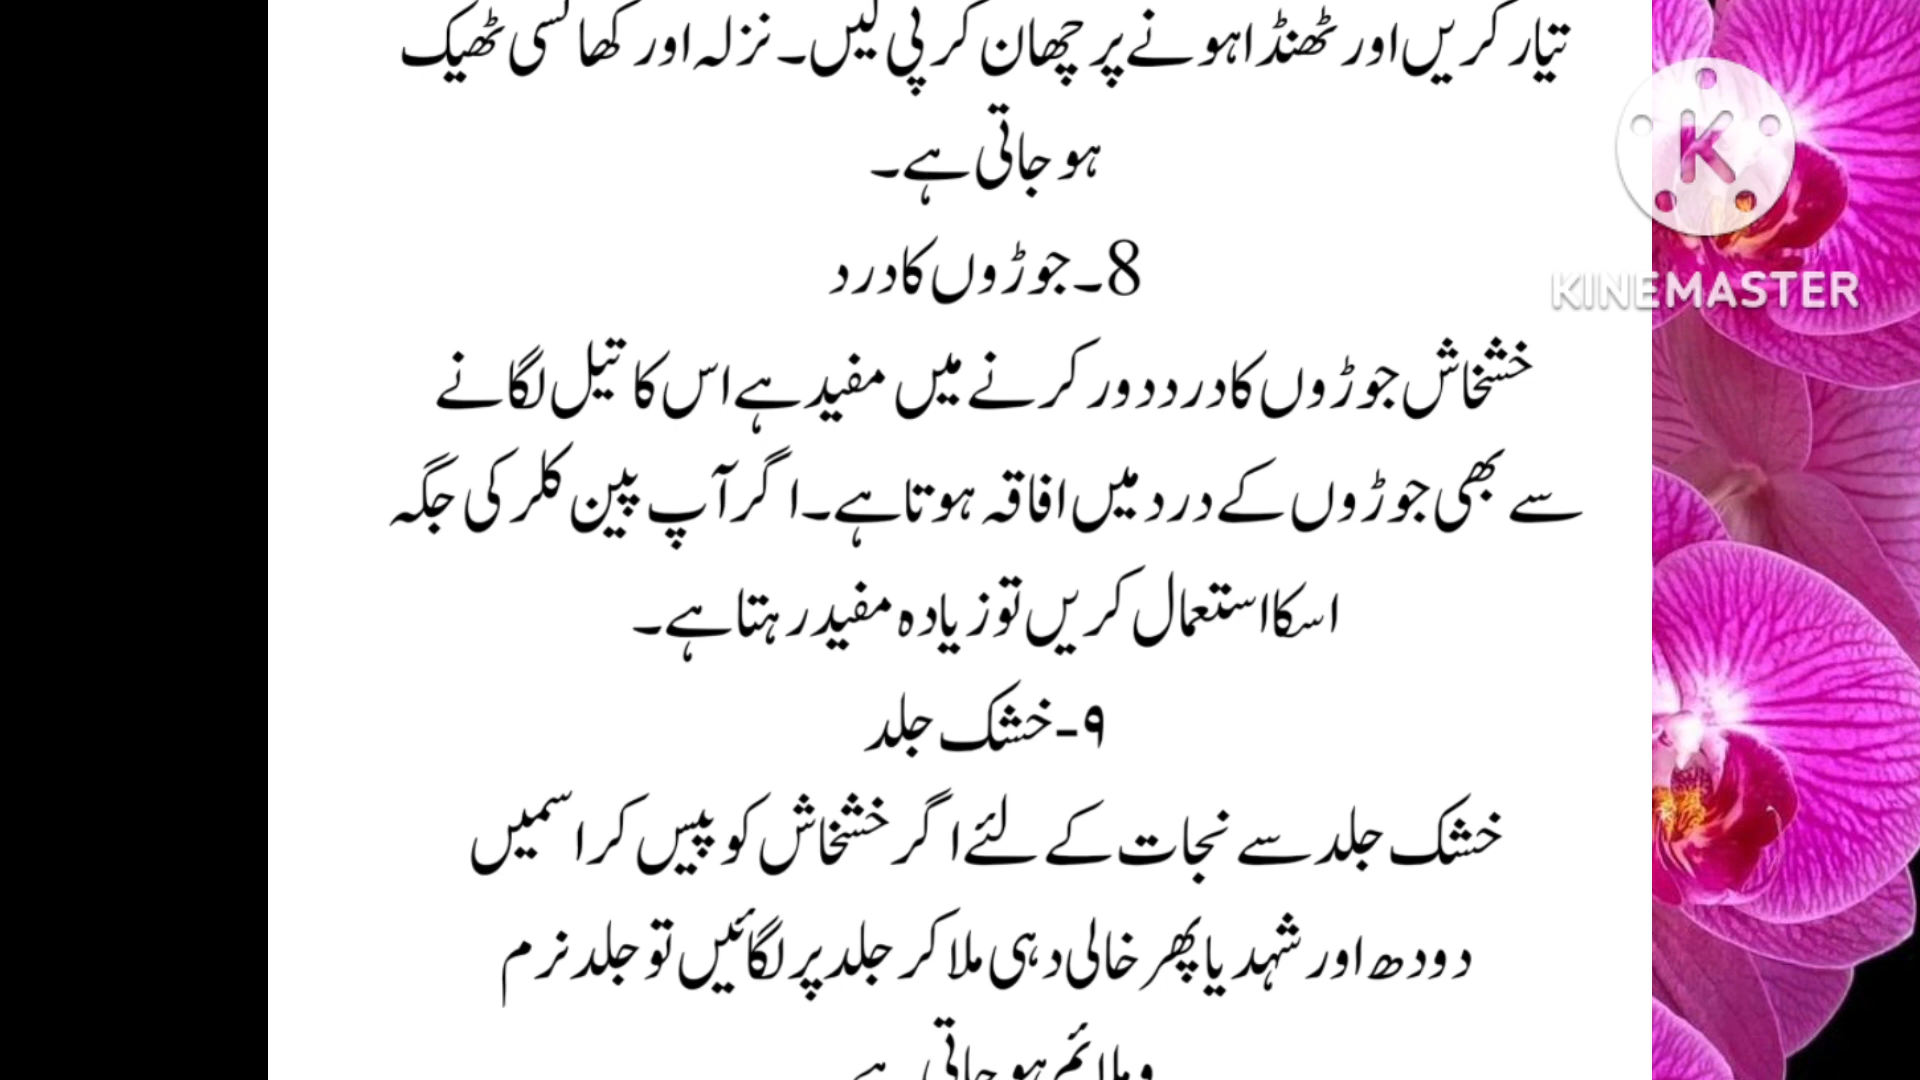 تیار کریں اور ٹھنڈا ہونے پر چھان کر پی لیں۔ نزلہ اور کھانسی ٹھیک
ہو جاتی ہے۔
8۔جوڑوں کا درد
خشخاش جوڑوں کا درد دور کرنے میں مفید ہے اس کا تیل لگانے
سے بھی جوڑوں کے درد میں افاقہ ہوتا ہے۔ اگر آپ پین کلر کی جگہ
اسکا استعمال کریں تو زیادہ مفید رہتا ہے۔
۹-خشک جلد
خشک جلد سے نجات کے لئے اگر خشخاش کو پیس کر اسمیں
دودھ اور شہد یا پھر خالی دہی ملا کر جلد پر لگائیں تو جلد نرم
و ملائم ہو جاتی ہے
K
KINEMASTER